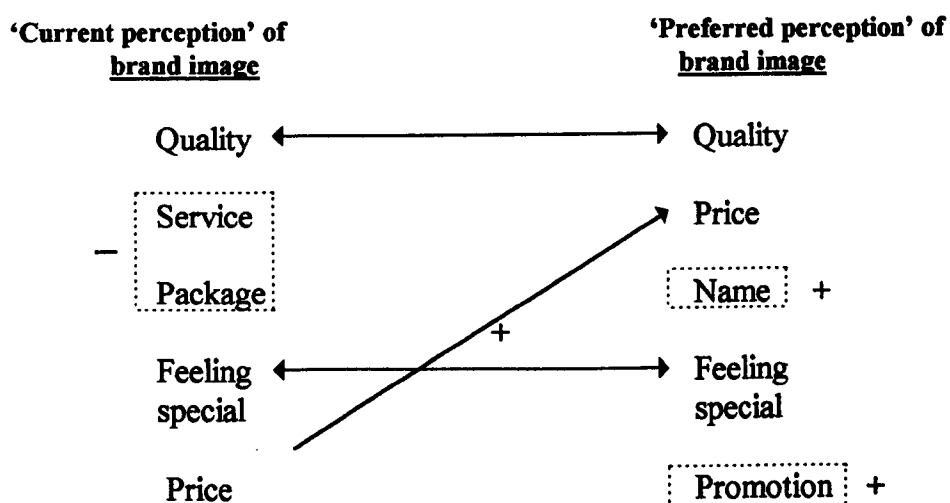 ‘Current perception’ of
brand image
‘Preferred perception’ of
brand image
Quality
Quality
Service
Price
–
Package
Name +
+
Feeling
special
Feeling
special
Price
Promotion +